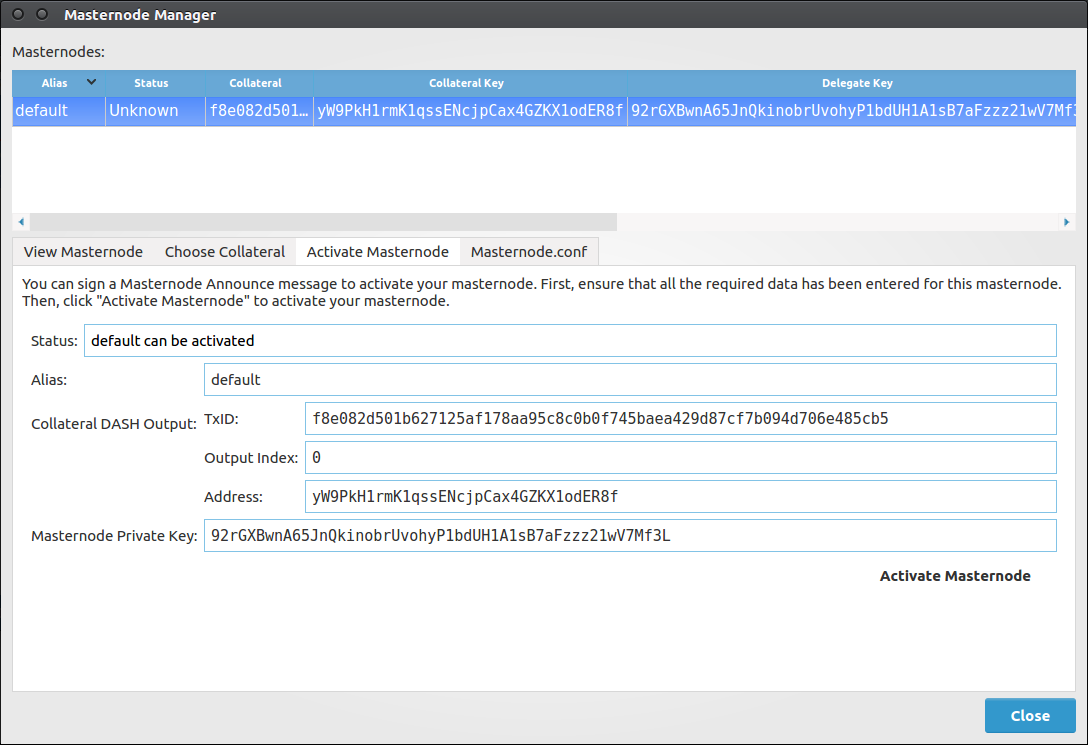 Masternode Manager
Masternodes:
Alias Status Collateral Collateral Key Delegate Key
default Unknown f8e082d501... yW9PkH1rmK1qssENcjpCax4GZKX1odER8f 92rGXBwnA65JnQkinobrUvohyP1bdUH1A1sB7aFzzz21wV7Mf3
View Masternode Choose Collateral Activate Masternode Masternode.conf
You can sign a Masternode Announce message to activate your masternode. First, ensure that all the required data has been entered for this masternode.
Then, click "Activate Masternode" to activate your masternode.
Status: default can be activated
Alias: default
Collateral DASH Output: TxID: f8e082d501b627125af178aa95c8c0b0f745baea429d87cf7b094d706e485cb5
Output Index: 0
Address: yW9PkH1rmK1qssENcjpCax4GZKX1odER8f
Masternode Private Key: 92rGXBwnA65JnQkinobrUvohyP1bdUH1A1sB7aFzzz21wV7Mf3L
Activate Masternode
Close